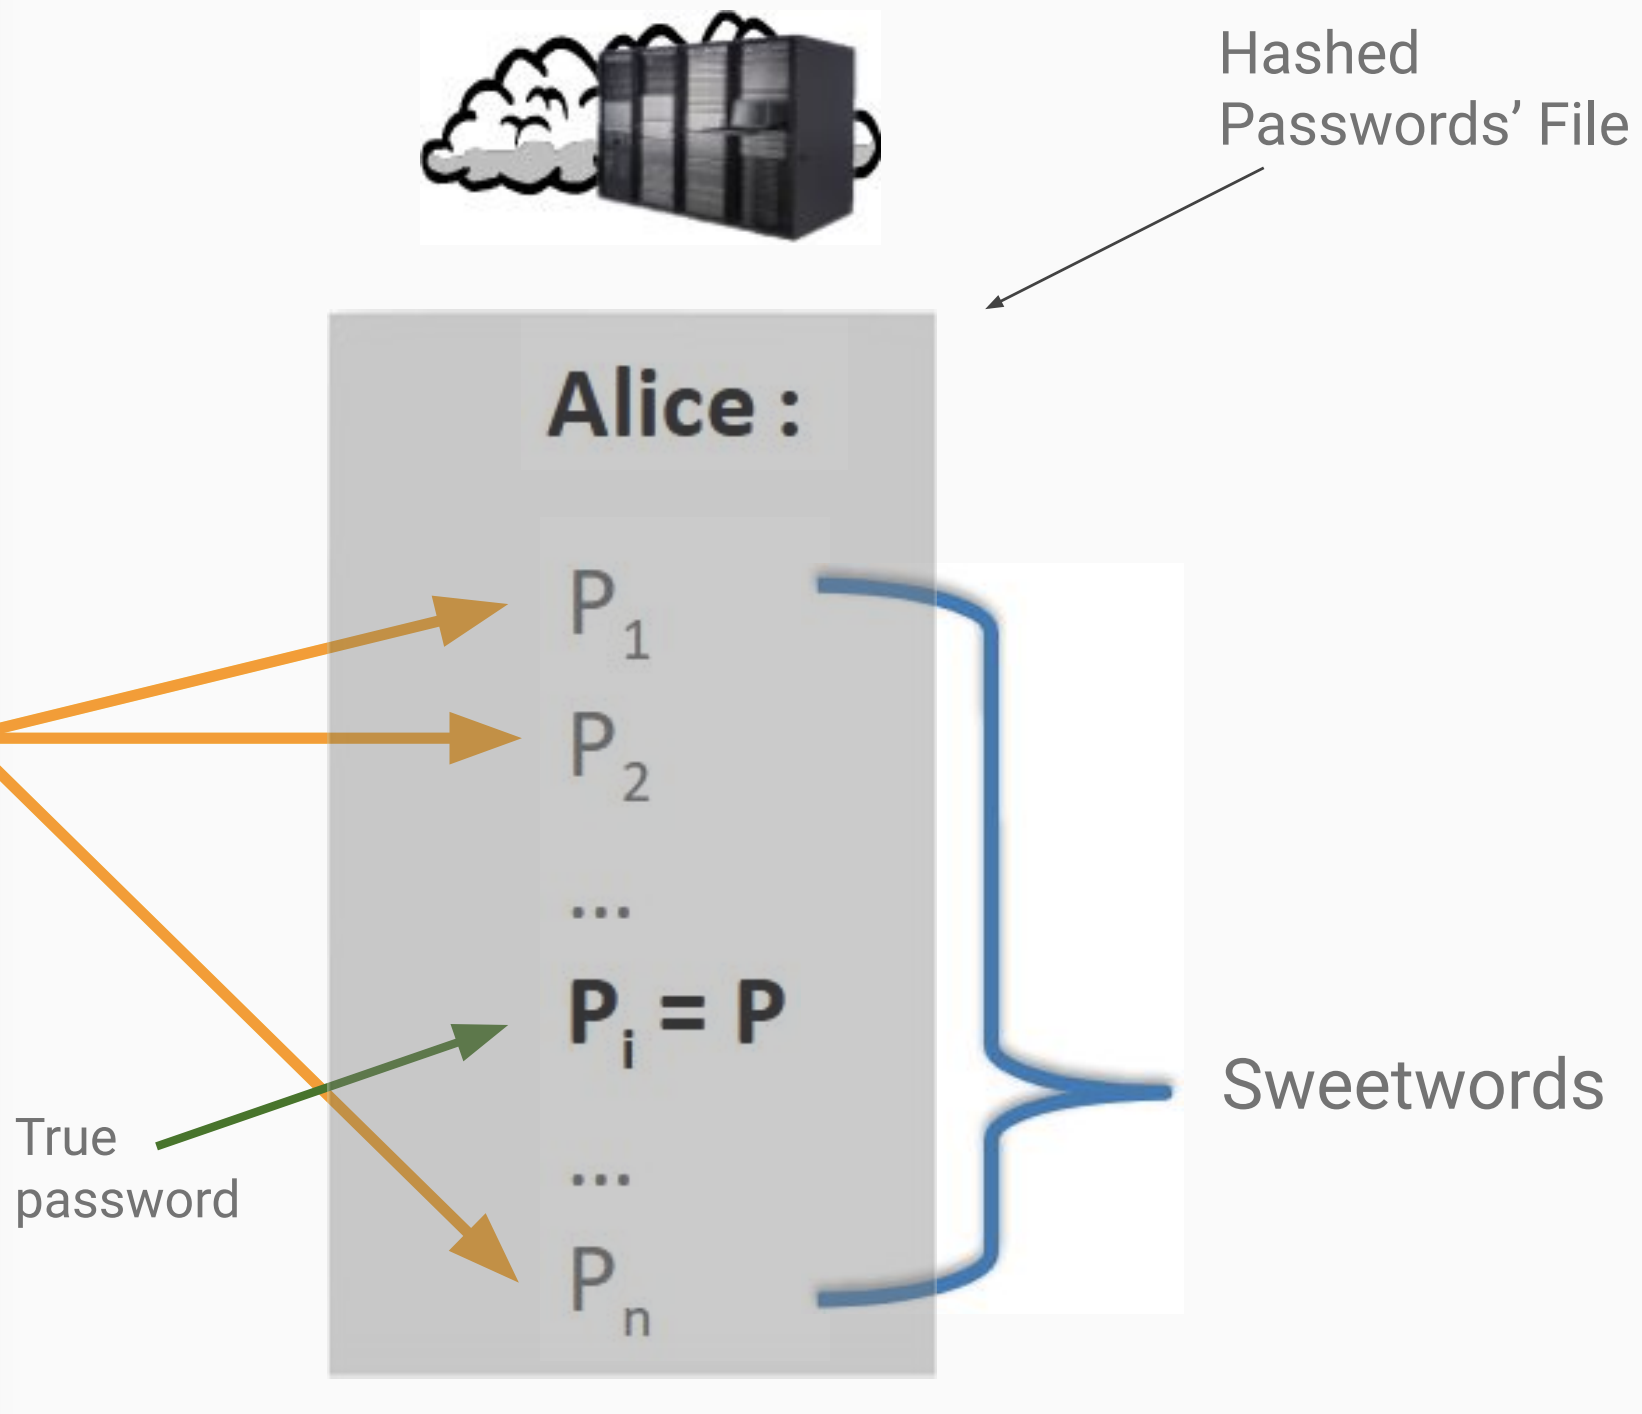 Hashed
Passwords’ File
Alice :
P₁
P₂
...
Pᵢ = P
...
Pₙ
Sweetwords
True
password